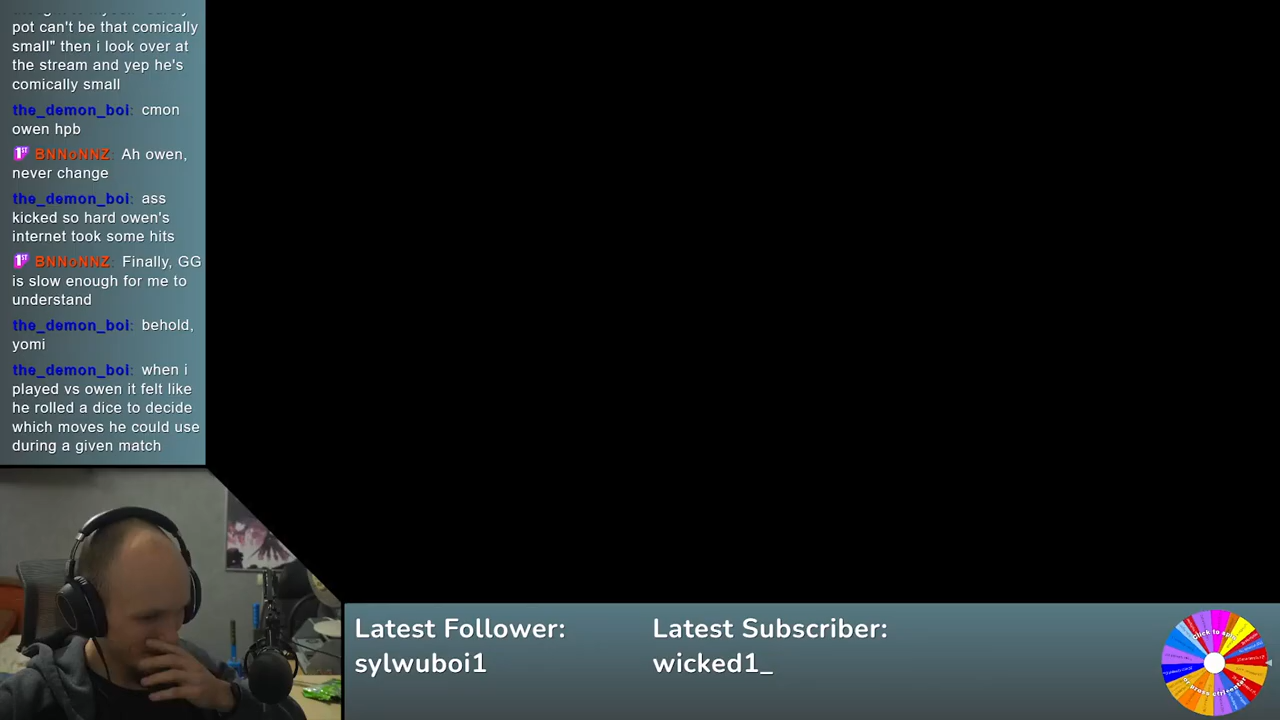 pot can't be that comically
small" then i look over at
the stream and yep he's
comically small
the_demon_boi: cmon
owen hpb
1ST BNNoNNZ: Ah owen,
never change
the_demon_boi: ass
kicked so hard owen's
internet took some hits
1ST BNNoNNZ: Finally, GG
is slow enough for me to
understand
the_demon_boi: behold,
yomi
the_demon_boi: when i
played vs owen it felt like
he rolled a dice to decide
which moves he could use
during a given match
Latest Follower:
sylwuboi1
Latest Subscriber:
wicked1_